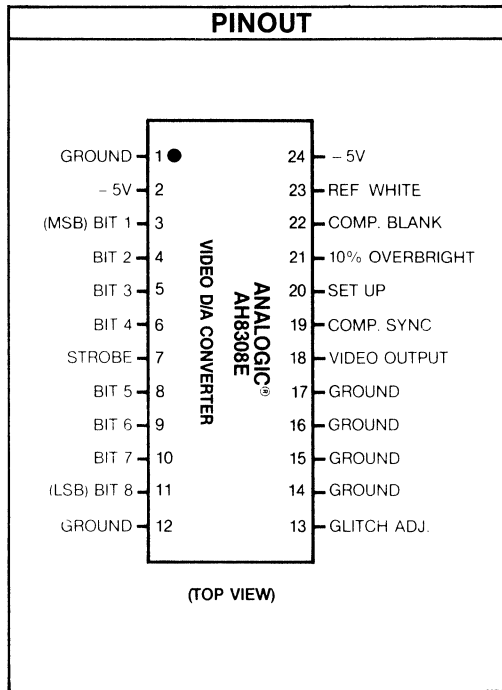 PINOUT
GROUND 1 24 – 5V
– 5V 2 23 REF WHITE
(MSB) BIT 1 3 22 COMP. BLANK
BIT 2 4 21 10% OVERBRIGHT
BIT 3 5 20 SET UP
BIT 4 6 19 COMP. SYNC
STROBE 7 18 VIDEO OUTPUT
BIT 5 8 17 GROUND
BIT 6 9 16 GROUND
BIT 7 10 15 GROUND
(LSB) BIT 8 11 14 GROUND
GROUND 12 13 GLITCH ADJ.
ANALOGIC®
AH8308E
VIDEO D/A CONVERTER
(TOP VIEW)